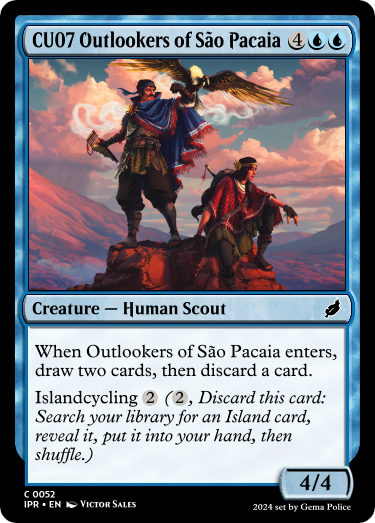 CU07 Outlookers of São Pacaia 4
Creature — Human Scout
When Outlookers of São Pacaia enters,
draw two cards, then discard a card.
Islandcycling 2 (2, Discard this card:
Search your library for an Island card,
reveal it, put it into your hand, then
shuffle.)
4/4
C 0052
IPR • EN Victor Sales
2024 set by Gema Police